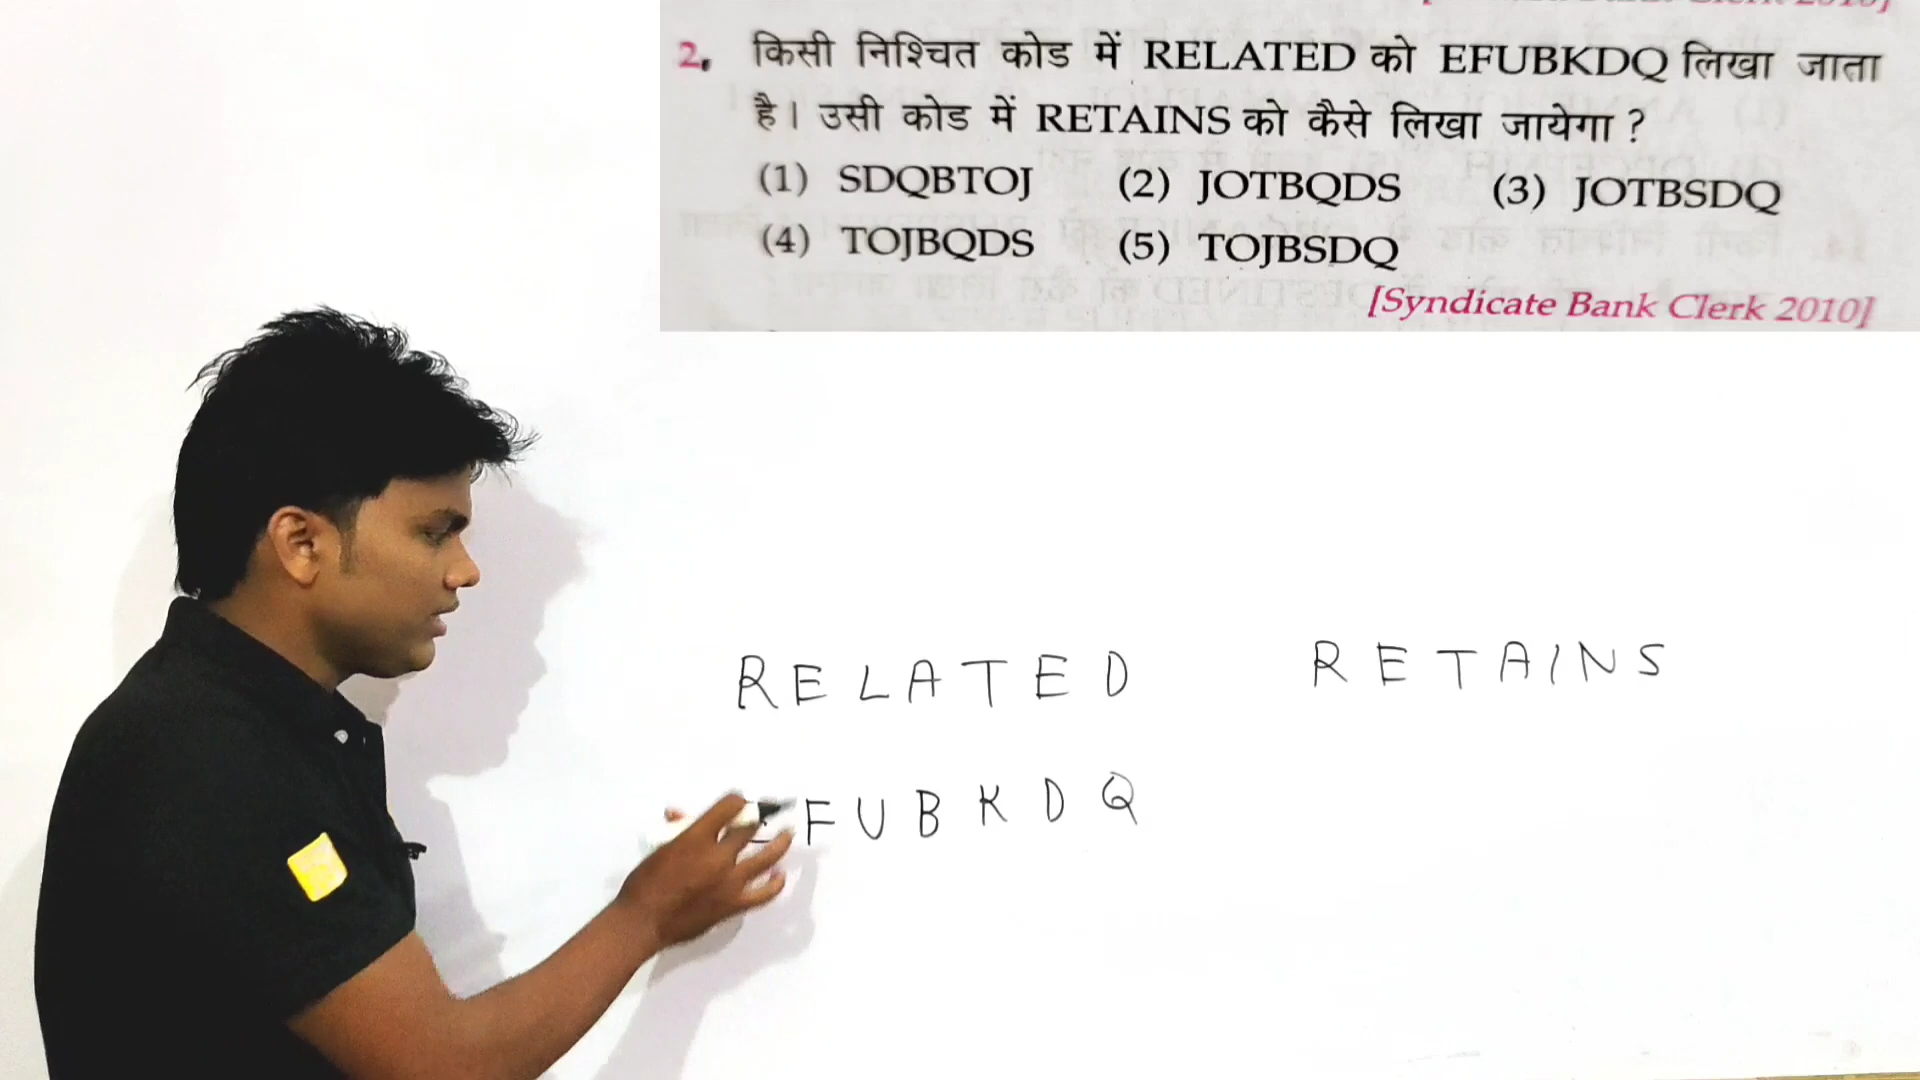 2. किसी निश्चित कोड में RELATED को EFUBKDQ लिखा जाता
है। उसी कोड में RETAINS को कैसे लिखा जायेगा ?
(1) SDQBTOJ (2) JOTBQDS (3) JOTBSDQ
(4) TOJBQDS (5) TOJBSDQ
[Syndicate Bank Clerk 2010]
RELATED RETAINS
FUBKDQ